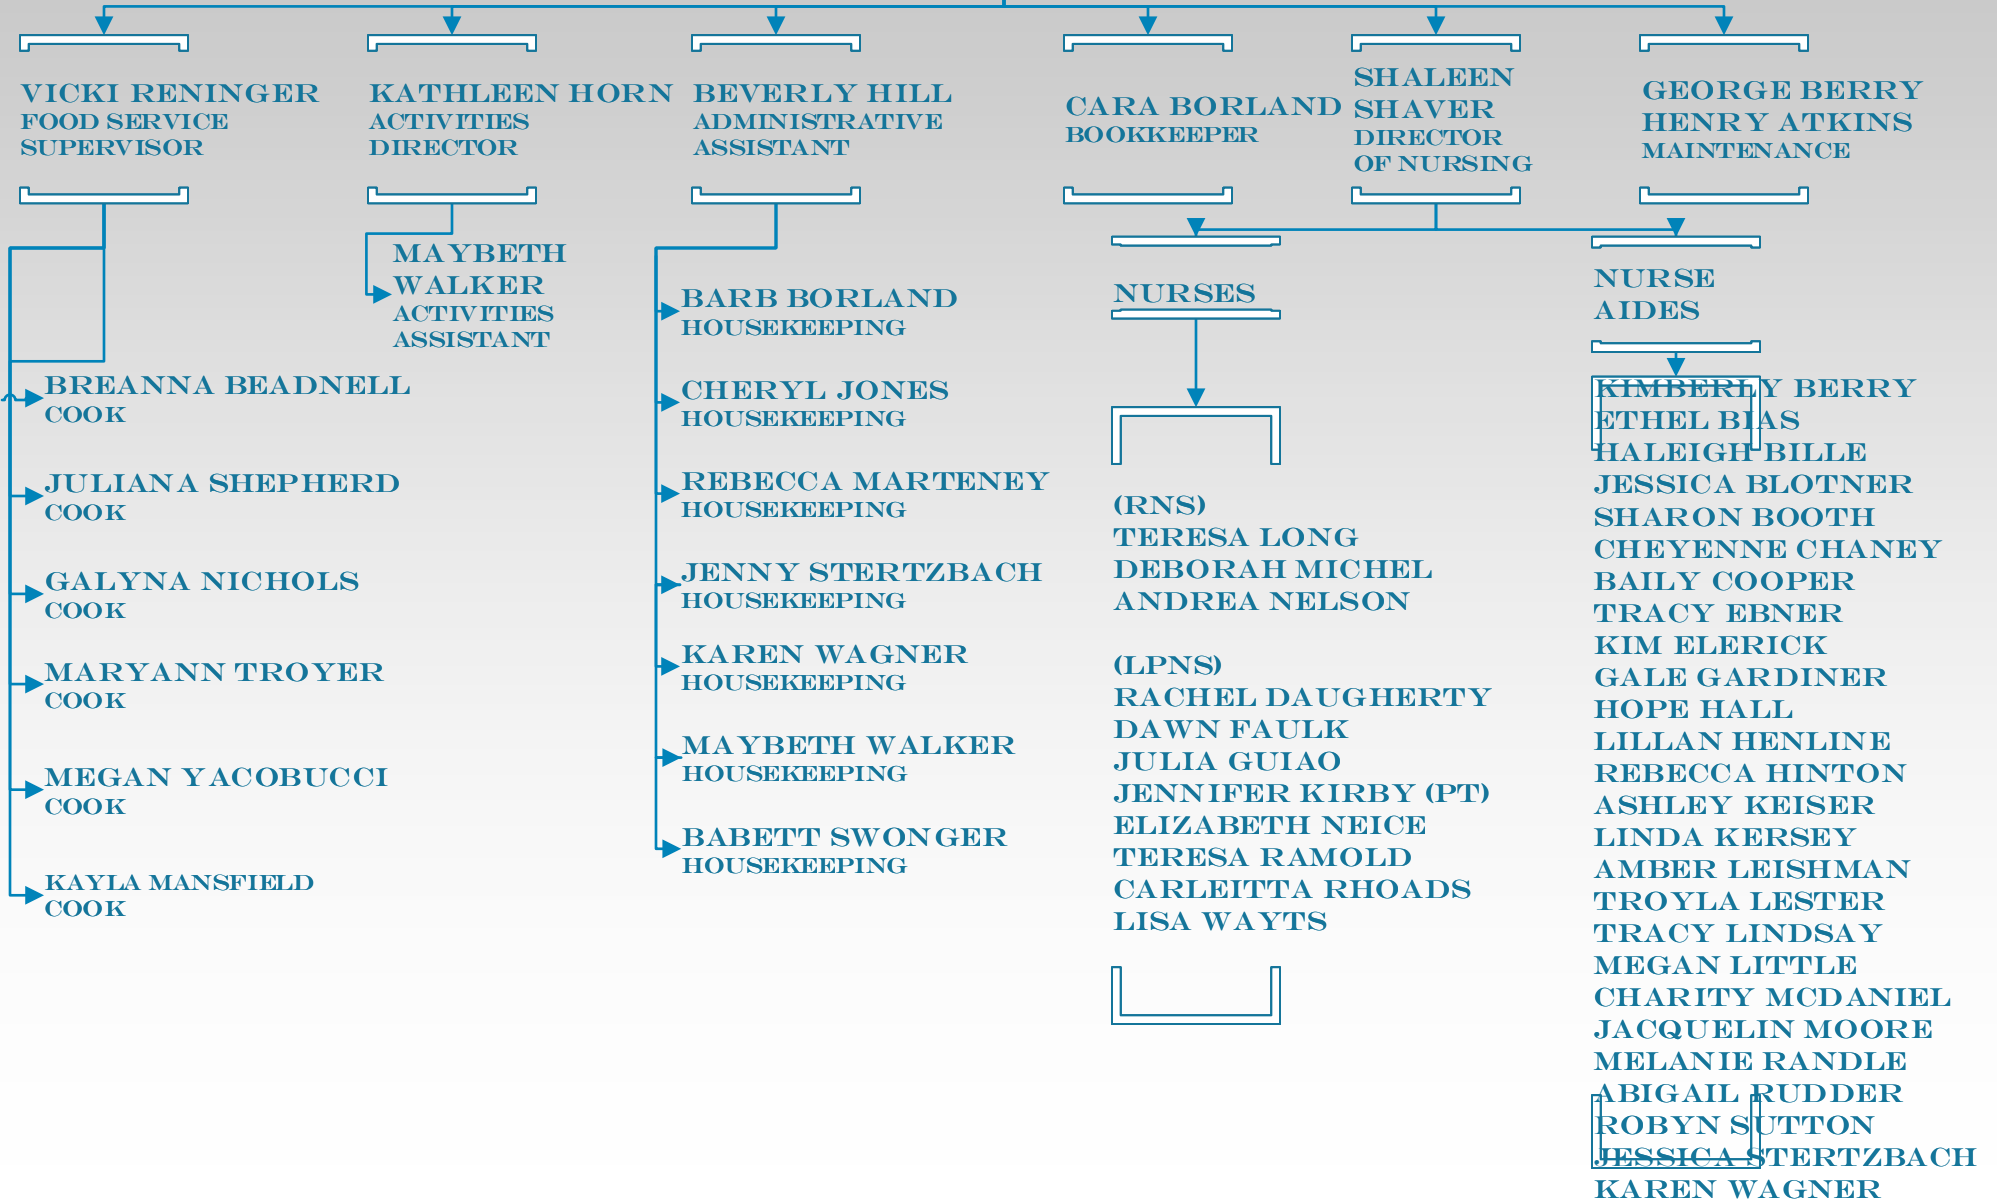 VICKI RENINGER
FOOD SERVICE
SUPERVISOR
KATHLEEN HORN
ACTIVITIES
DIRECTOR
BEVERLY HILL
ADMINISTRATIVE
ASSISTANT
CARA BORLAND
BOOKKEEPER
SHALEEN
SHAVER
DIRECTOR
OF NURSING
GEORGE BERRY
HENRY ATKINS
MAINTENANCE
BREANNA BEADNELL
COOK
JULIANA SHEPHERD
COOK
GALYNA NICHOLS
COOK
MARYANN TROYER
COOK
MEGAN YACOBUCCI
COOK
KAYLA MANSFIELD
COOK
MAYBETH
WALKER
ACTIVITIES
ASSISTANT
BARB BORLAND
HOUSEKEEPING
CHERYL JONES
HOUSEKEEPING
REBECCA MARTENEY
HOUSEKEEPING
JENNY STERTZBACH
HOUSEKEEPING
KAREN WAGNER
HOUSEKEEPING
MAYBETH WALKER
HOUSEKEEPING
BABETT SWONGER
HOUSEKEEPING
NURSES
(RNS)
TERESA LONG
DEBORAH MICHEL
ANDREA NELSON
(LPNS)
RACHEL DAUGHERTY
DAWN FAULK
JULIA GUIAO
JENNIFER KIRBY (PT)
ELIZABETH NEICE
TERESA RAMOLD
CARLEITTA RHOADS
LISA WAYTS
NURSE
AIDES
KIMBERLY BERRY
ETHEL BIAS
HALEIGH BILLE
JESSICA BLOTNER
SHARON BOOTH
CHEYENNE CHANEY
BAILY COOPER
TRACY EBNER
KIM ELERICK
GALE GARDINER
HOPE HALL
LILLAN HENLINE
REBECCA HINTON
ASHLEY KEISER
LINDA KERSEY
AMBER LEISHMAN
TROYLA LESTER
TRACY LINDSAY
MEGAN LITTLE
CHARITY MCDANIEL
JACQUELIN MOORE
MELANIE RANDLE
ABIGAIL RUDDER
ROBYN SUTTON
JESSICA STERTZBACH
KAREN WAGNER